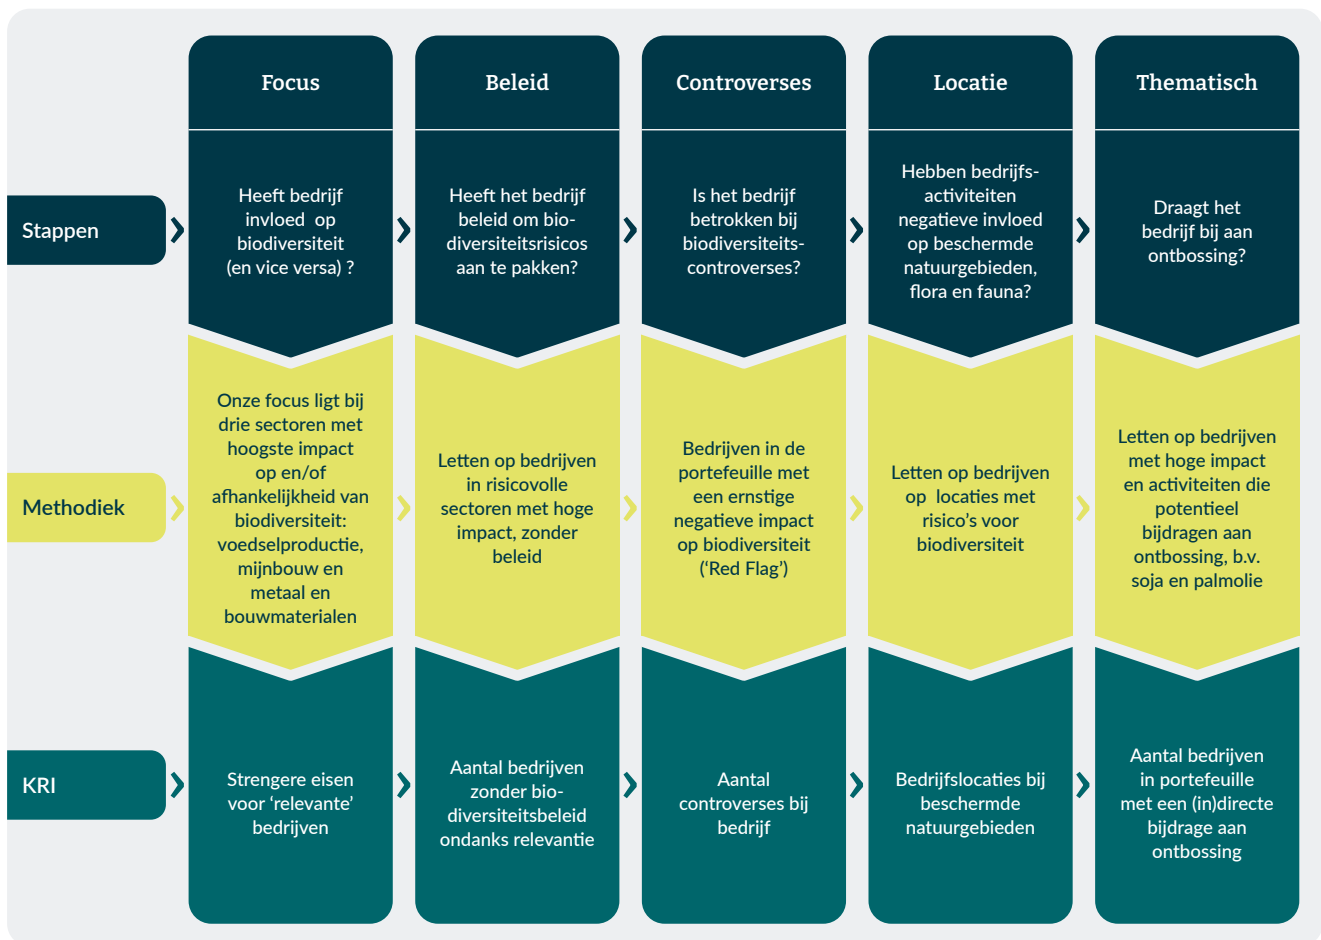 Focus
Beleid
Controverses
Locatie
Thematisch
Stappen
Heeft bedrijf
invloed op
biodiversiteit
(en vice versa) ?
Heeft het bedrijf
beleid om bio-
diversiteitsrisicos
aan te pakken?
Is het bedrijf
betrokken bij
biodiversiteits-
controverses?
Hebben bedrijfs-
activiteiten
negatieve invloed
op beschermde
natuurgebieden,
flora en fauna?
Draagt het
bedrijf bij aan
ontbossing?
Methodiek
Onze focus ligt bij
drie sectoren met
hoogste impact
op en/of
afhankelijkheid van
biodiversiteit:
voedselproductie,
mijnbouw en
metaal en
bouwmaterialen
Letten op bedrijven
in risicovolle
sectoren met hoge
impact, zonder
beleid
Bedrijven in de
portefeuille met
een ernstige
negatieve impact
op biodiversiteit
(‘Red Flag’)
Letten op bedrijven
op locaties met
risico’s voor
biodiversiteit
Letten op bedrijven
met hoge impact
en activiteiten die
potentieel
bijdragen aan
ontbossing, b.v.
soja en palmolie
KRI
Strengere eisen
voor ‘relevante’
bedrijven
Aantal bedrijven
zonder bio-
diversiteitsbeleid
ondanks relevantie
Aantal
controverses bij
bedrijf
Bedrijfslocaties bij
beschermde
natuurgebieden
Aantal bedrijven
in portefeuille
met een (in)directe
bijdrage aan
ontbossing